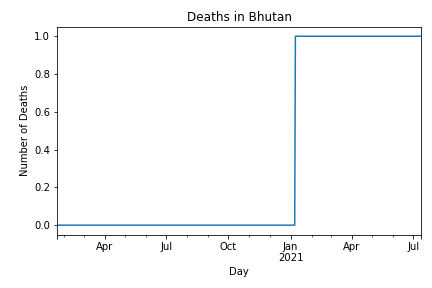 Deaths in Bhutan
1.0
0.8
0.6
0.4
0.2
0.0
Number of Deaths
Apr
Jul
Oct
Jan
2021
Apr
Jul
Day